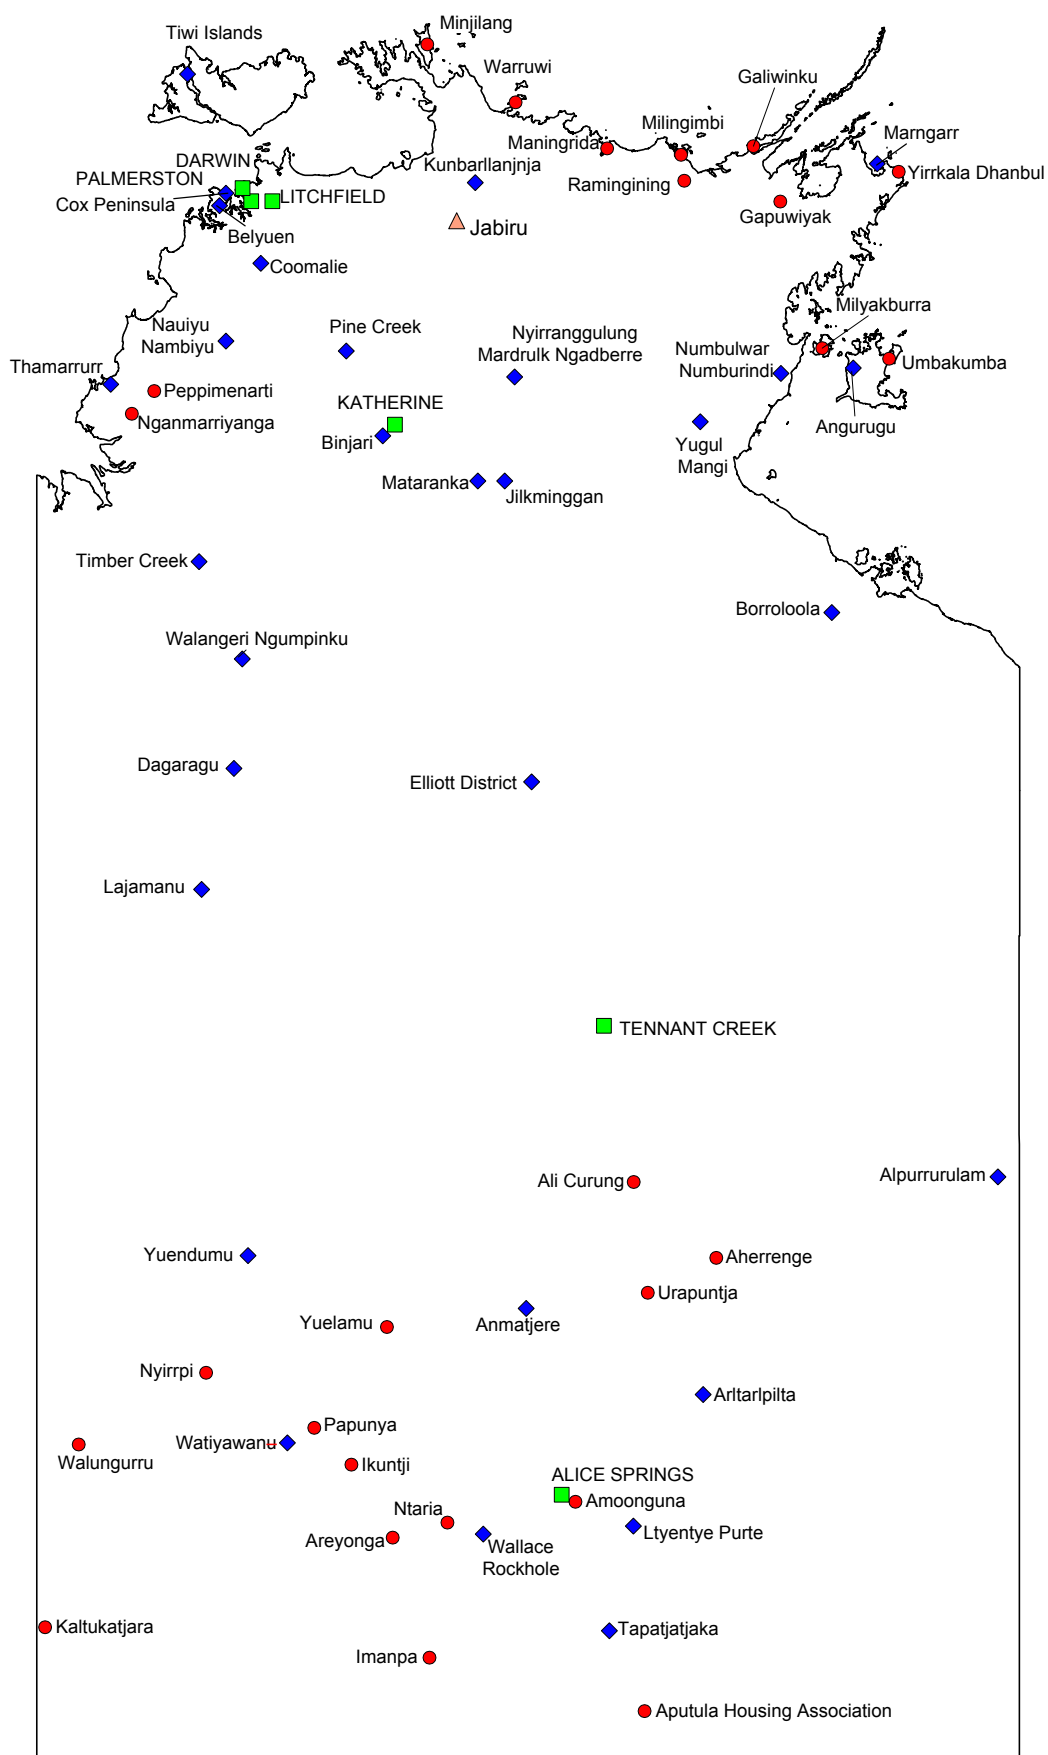 Minjilang
Tiwi Islands
Warruwi
Galiwinku
Milingimbi
Marngarr
Maningrida
DARWIN
Kunbarllanjnja
Yirrkala Dhanbul
PALMERSTON
Ramingining
LITCHFIELD
Cox Peninsula
Gapuwiyak
Jabiru
Belyuen
Coomalie
Milyakburra
Nauiyu
Nambiyu
Pine Creek
Nyirranggulung
Mardrulk Ngadberre
Numbulwar
Numburindi
Umbakumba
Thamarrurr
Peppimenarti
KATHERINE
Nganmarriyanga
Angurugu
Binjari
Yugul
Mangi
Mataranka
Jilkminggan
Timber Creek
Borroloola
Walangeri Ngumpinku
Dagaragu
Elliott District
Lajamanu
TENNANT CREEK
Alpurrurulam
Ali Curung
Yuendumu
Aherrenge
Urapuntja
Yuelamu
Anmatjere
Nyirrpi
Arltarlpilta
Papunya
Watiyawanu
Walungurru
Ikuntji
ALICE SPRINGS
Amoonguna
Ntaria
Ltyentye Purte
Areyonga
Wallace
Rockhole
Kaltukatjara
Tapatjatjaka
Imanpa
Aputula Housing Association